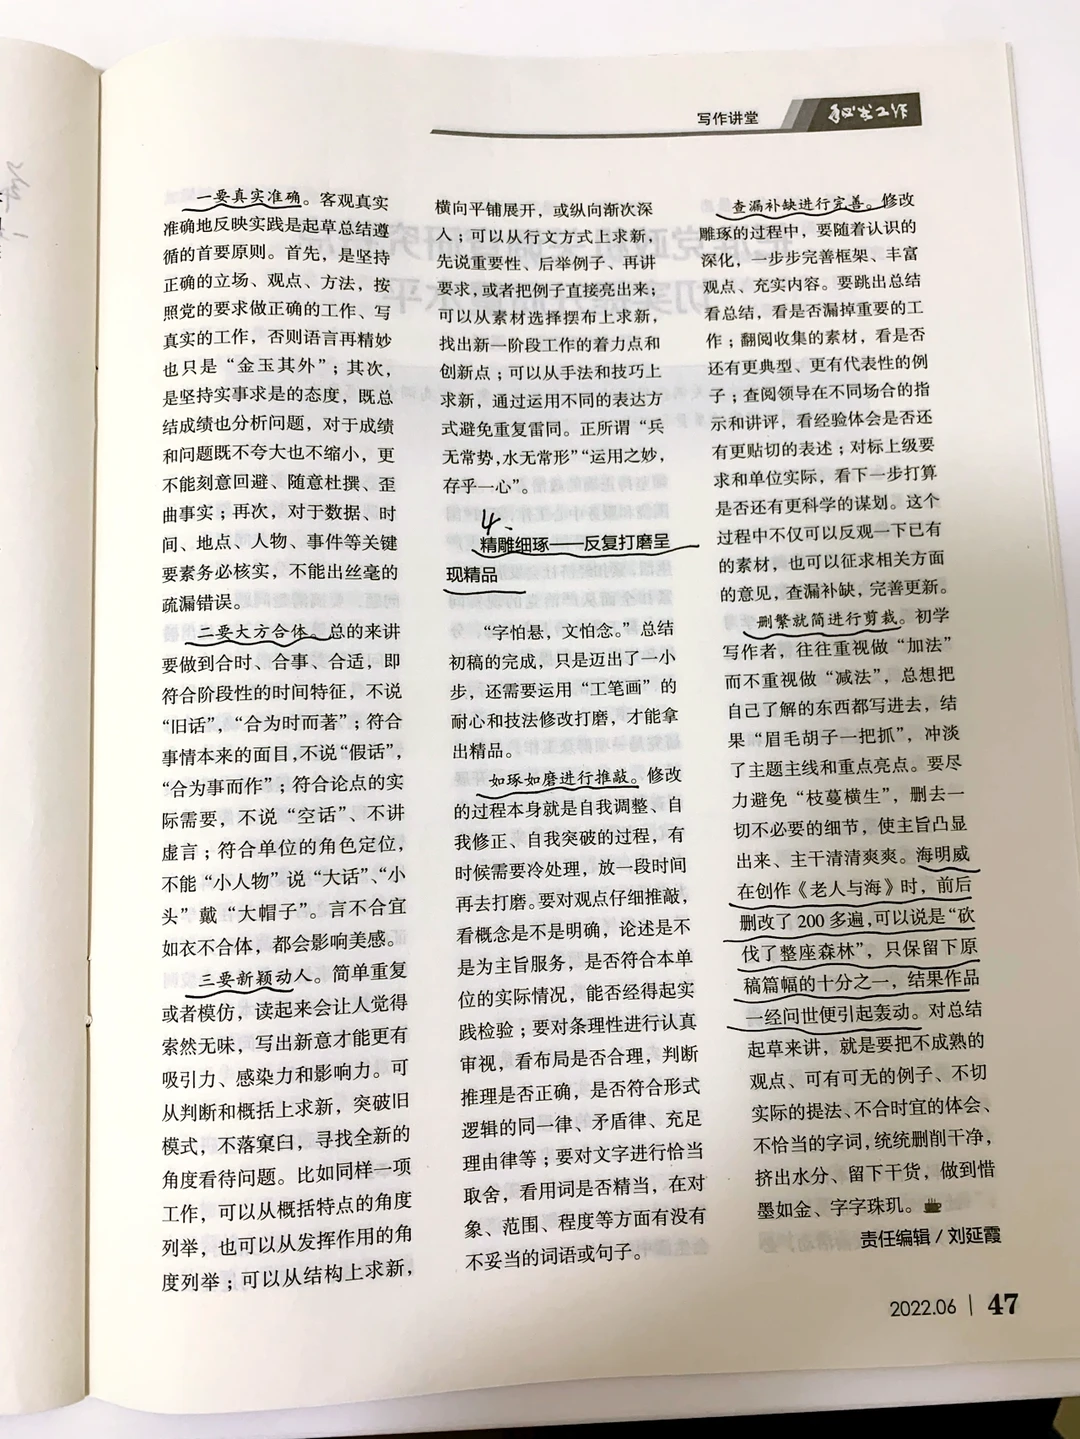 写作讲堂
秘书工作
一要真实准确。客观真实
准确地反映实践是起草总结遵
循的首要原则。首先，是坚持
正确的立场、观点、方法，按
照党的要求做正确的工作、写
真实的工作，否则语言再精妙
也只是“金玉其外”；其次，
是坚持实事求是的态度，既总
结成绩也分析问题，对于成绩
和问题既不夸大也不缩小，更
不能刻意回避、随意杜撰、歪
曲事实；再次，对于数据、时
间、地点、人物、事件等关键
要素务必核实，不能出丝毫的
疏漏错误。
二要大方合体。总的来讲
要做到合时、合事、合适，即
符合阶段性的时间特征，不说
“旧话”，“合为时而著”；符合
事情本来的面目，不说“假话”，
“合为事而作”；符合论点的实
际需要，不说“空话”、不讲
虚言；符合单位的角色定位，
不能“小人物”说“大话”、“小
头”戴“大帽子”。言不合宜
如衣不合体，都会影响美感。
三要新颖动人。简单重复
或者模仿，读起来会让人觉得
索然无味，写出新意才能更有
吸引力、感染力和影响力。可
从判断和概括上求新，突破旧
模式，不落窠臼，寻找全新的
角度看待问题。比如同样一项
工作，可以从概括特点的角度
列举，也可以从发挥作用的角
度列举；可以从结构上求新，
横向平铺展开，或纵向渐次深
入；可以从行文方式上求新，
先说重要性、后举例子、再讲
要求，或者把例子直接亮出来；
可以从素材选择摆布上求新，
找出新一阶段工作的着力点和
创新点；可以从手法和技巧上
求新，通过运用不同的表达方
式避免重复雷同。正所谓“兵
无常势，水无常形”“运用之妙，
存乎一心”。
4.
精雕细琢——反复打磨呈
现精品
“字怕悬，文怕念。”总结
初稿的完成，只是迈出了一小
步，还需要运用“工笔画”的
耐心和技法修改打磨，才能拿
出精品。
如琢如磨进行推敲。修改
的过程本身就是自我调整、自
我修正、自我突破的过程，有
时候需要冷处理，放一段时间
再去打磨。要对观点仔细推敲，
看概念是不是明确，论述是不
是为主旨服务，是否符合本单
位的实际情况，能否经得起实
践检验；要对条理性进行认真
审视，看布局是否合理，判断
推理是否正确，是否符合形式
逻辑的同一律、矛盾律、充足
理由律等；要对文字进行恰当
取舍，看用词是否精当，在对
象、范围、程度等方面有没有
不妥当的词语或句子。
查漏补缺进行完善。修改
雕琢的过程中，要随着认识的
深化，一步步完善框架、丰富
观点、充实内容。要跳出总结
看总结，看是否漏掉重要的工
作；翻阅收集的素材，看是否
还有更典型、更有代表性的例
子；查阅领导在不同场合的指
示和讲评，看经验体会是否还
有更贴切的表述；对标上级要
求和单位实际，看下一步打算
是否还有更科学的谋划。这个
过程中不仅可以反观一下已有
的素材，也可以征求相关方面
的意见，查漏补缺，完善更新。
删繁就简进行剪裁。初学
写作者，往往重视做“加法”
而不重视做“减法”，总想把
自己了解的东西都写进去，结
果“眉毛胡子一把抓”，冲淡
了主题主线和重点亮点。要尽
力避免“枝蔓横生”，删去一
切不必要的细节，使主旨凸显
出来、主干清清爽爽。海明威
在创作《老人与海》时，前后
删改了200多遍，可以说是“砍
伐了整座森林”，只保留下原
稿篇幅的十分之一，结果作品
一经问世便引起轰动。对总结
起草来讲，就是要把不成熟的
观点、可有可无的例子、不切
实际的提法、不合时宜的体会、
不恰当的字词，统统删削干净，
挤出水分、留下干货，做到惜
墨如金、字字珠玑。
责任编辑/刘延霞
2022.06 | 47